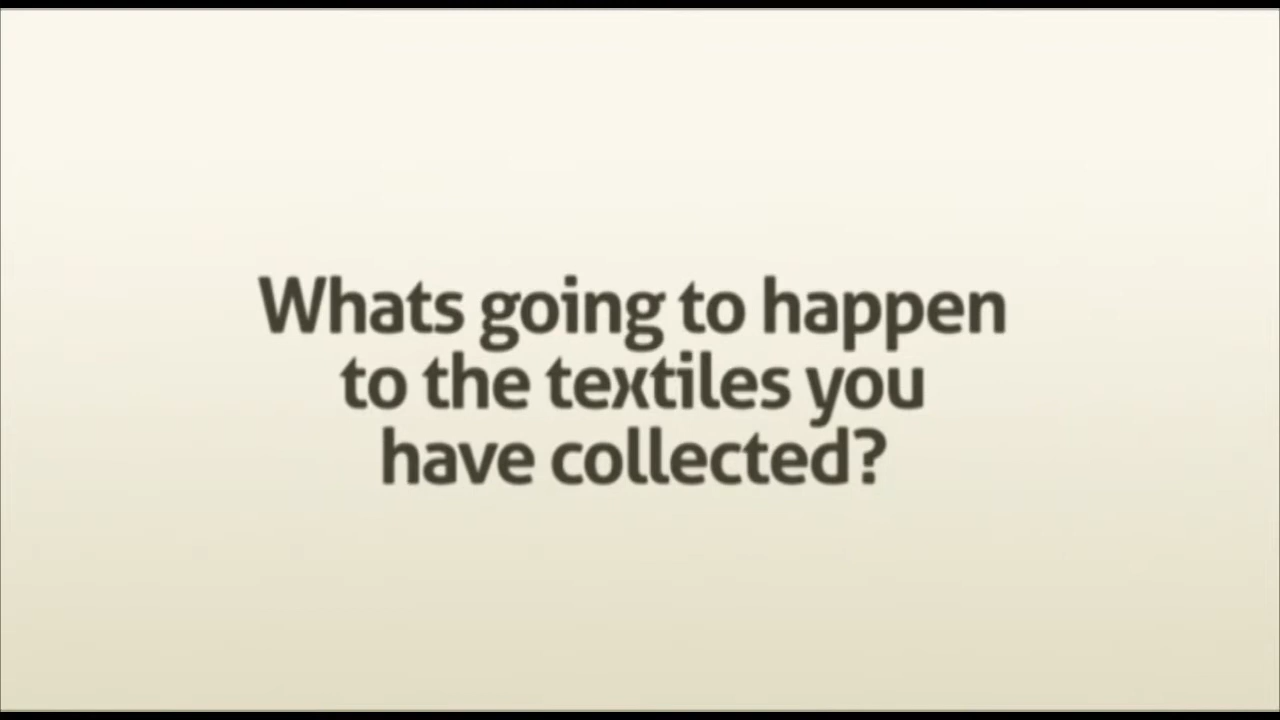 Whats going to happen
to the textiles you
have collected?